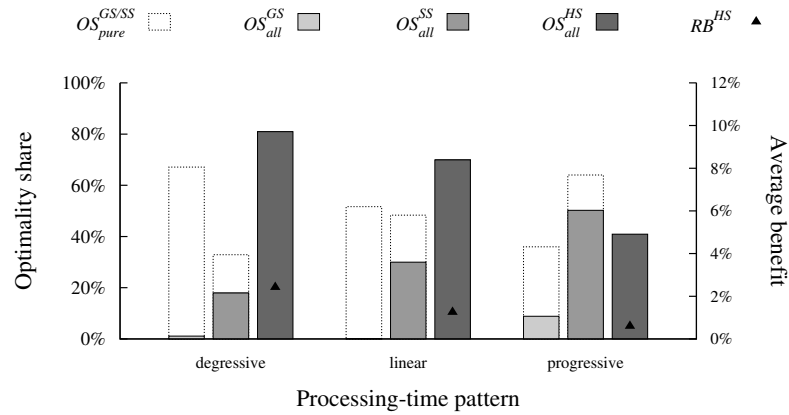 OS^{GS/SS}_{pure} OS^{GS}_{all} OS^{SS}_{all} OS^{HS}_{all} RB^{HS}
100% 12%
10%
80%
8%
60%
6%
40%
4%
20%
2%
0% 0%
Optimality share
Average benefit
degressive linear progressive
Processing-time pattern